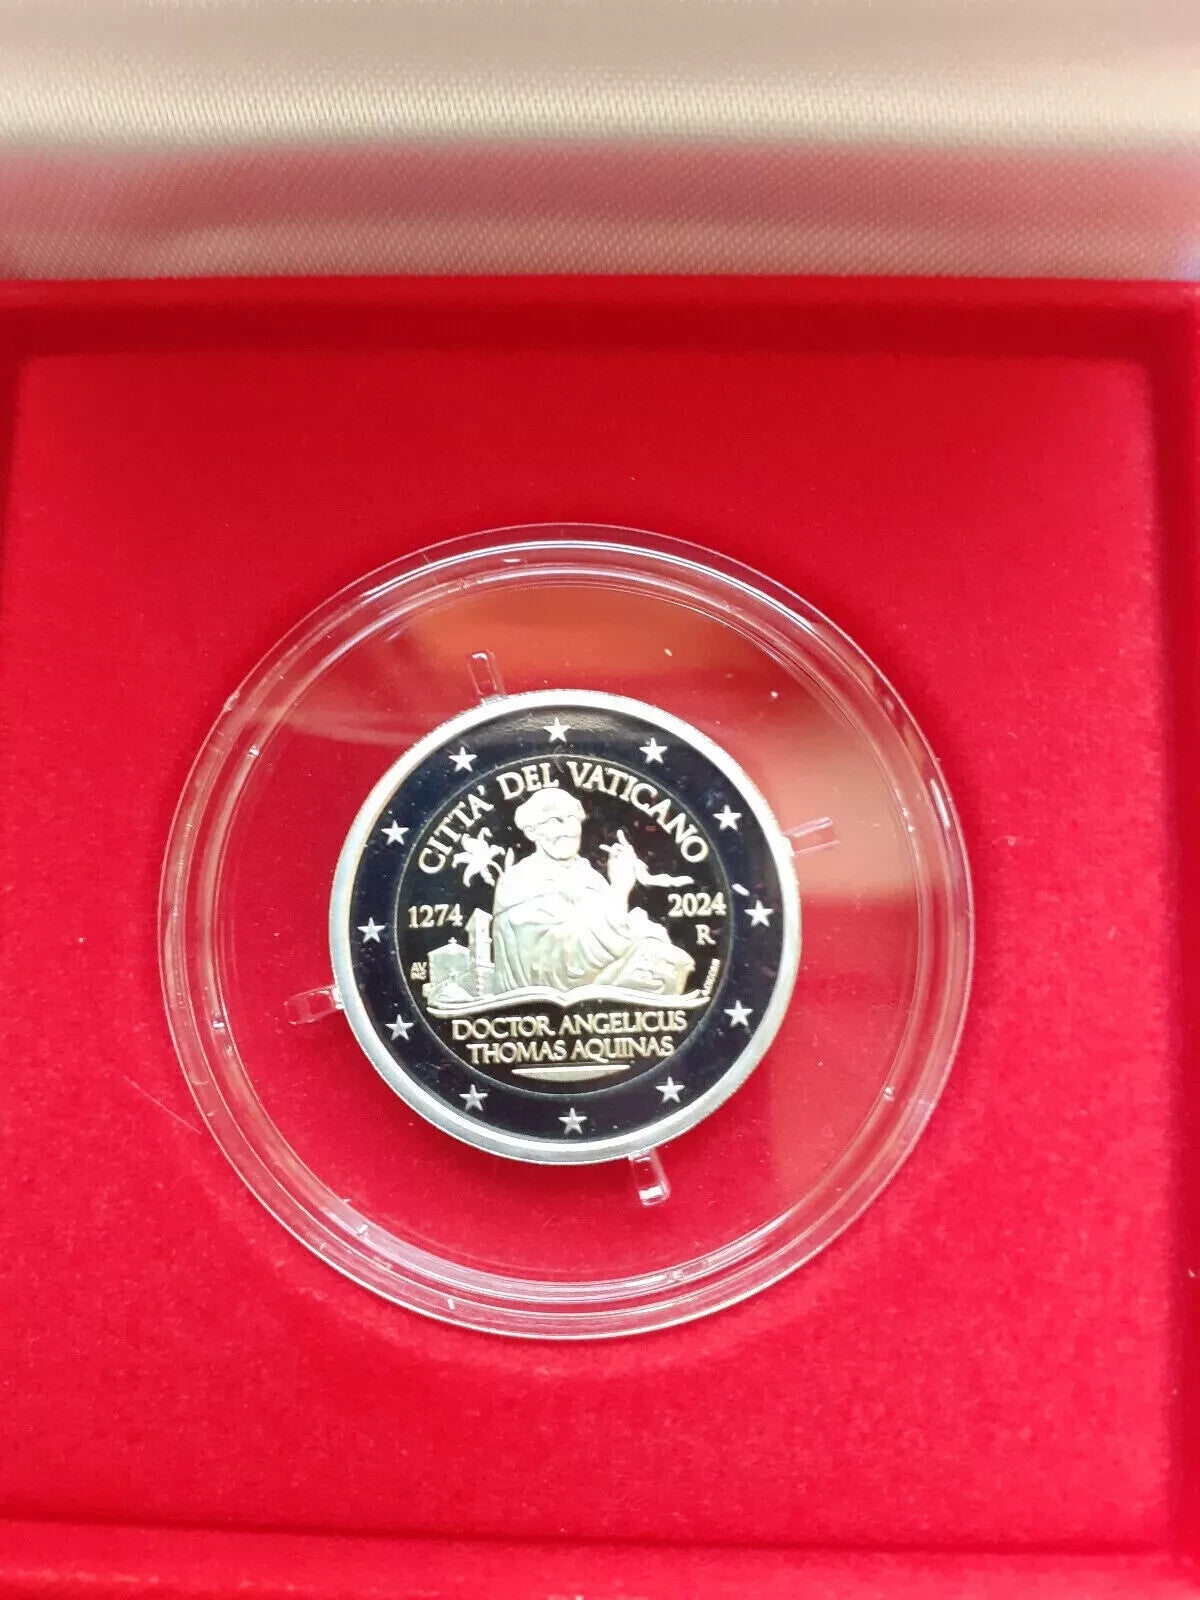 CITTA' DEL VATICANO
1274
2024
R
DOCTOR ANGELICUS
THOMAS AQUINAS